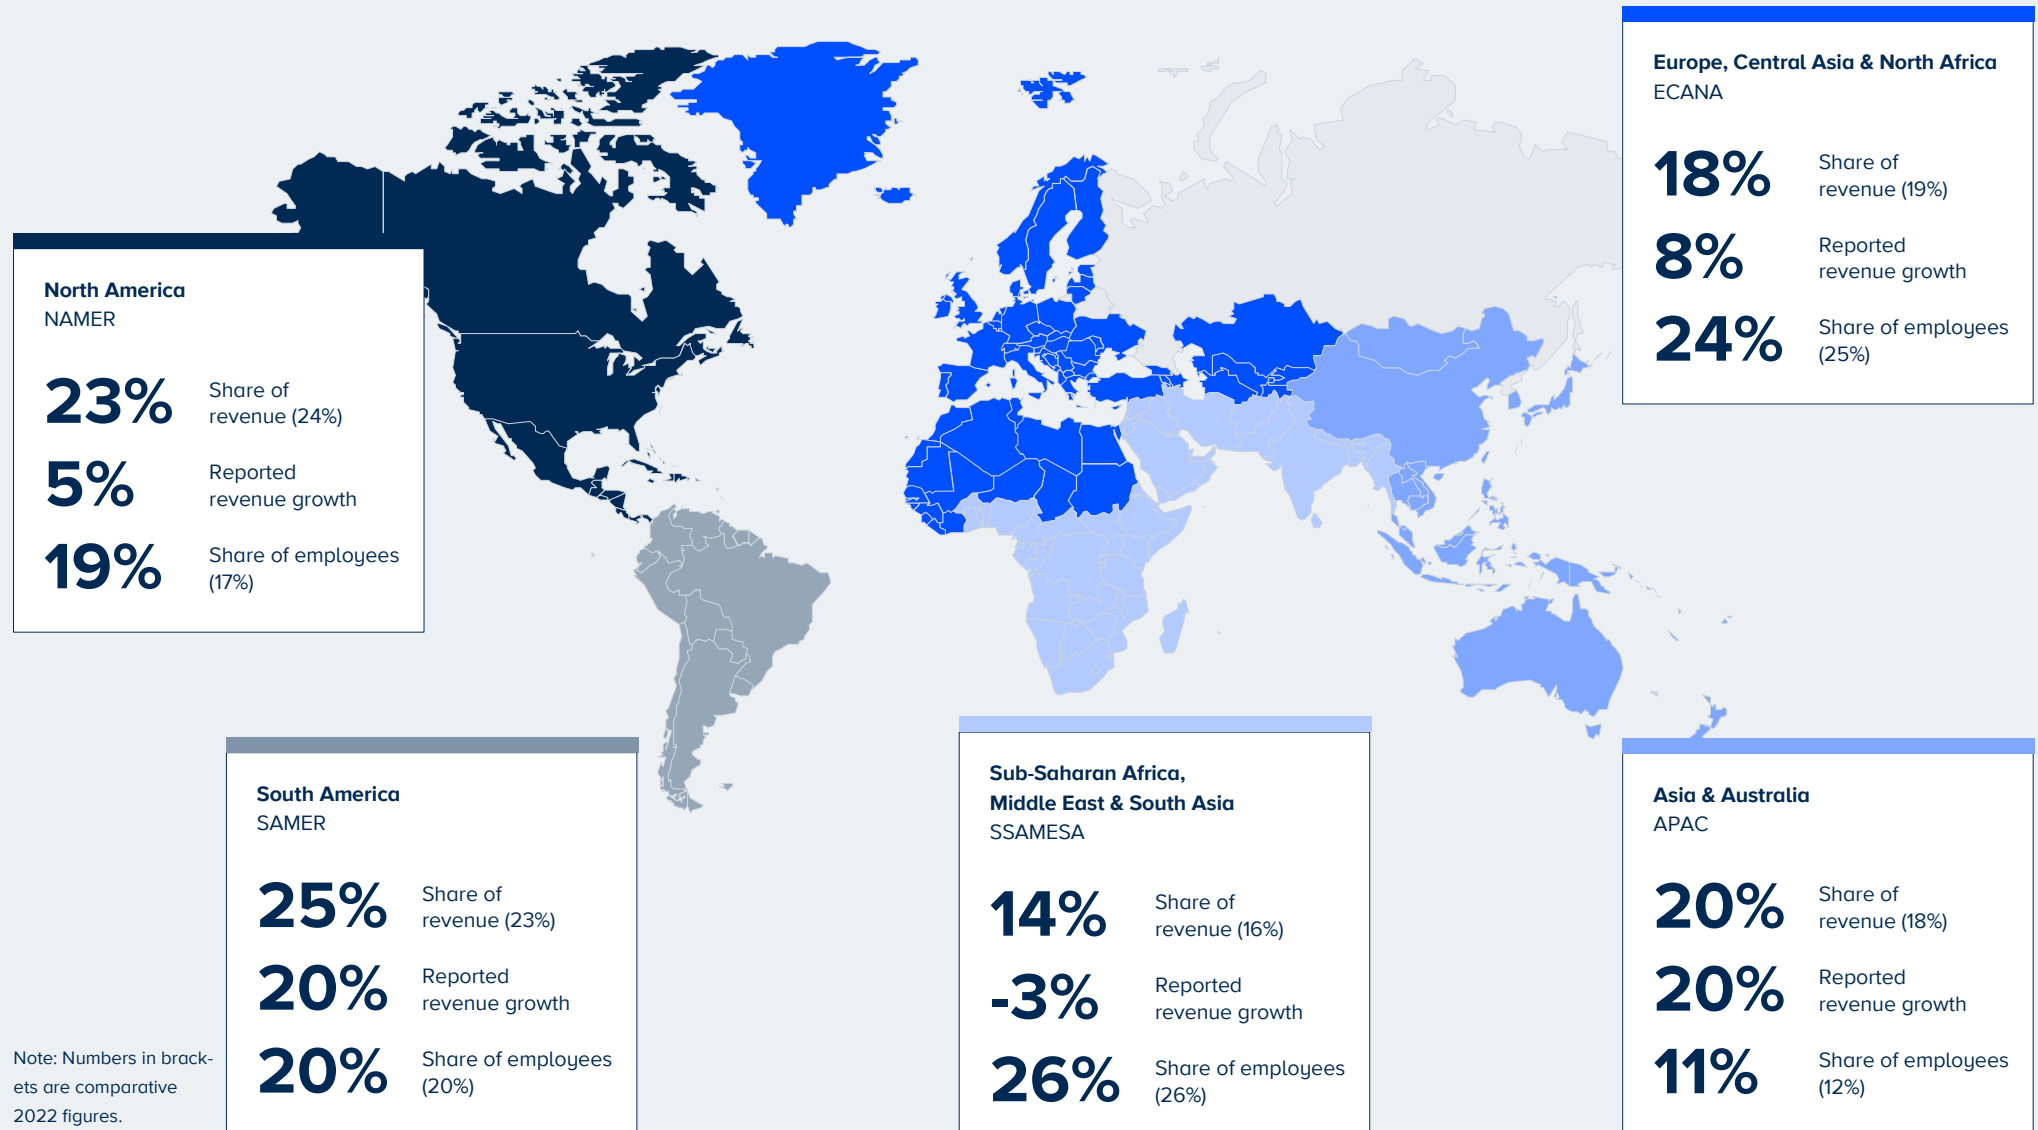 Europe, Central Asia & North Africa
ECANA
18%
Share of
revenue (19%)
8%
Reported
revenue growth
24%
Share of employees
(25%)
North America
NAMER
23%
Share of
revenue (24%)
5%
Reported
revenue growth
19%
Share of employees
(17%)
South America
SAMER
25%
Share of
revenue (23%)
20%
Reported
revenue growth
20%
Share of employees
(20%)
Sub-Saharan Africa,
Middle East & South Asia
SSAMESA
14%
Share of
revenue (16%)
-3%
Reported
revenue growth
26%
Share of employees
(26%)
Asia & Australia
APAC
20%
Share of
revenue (18%)
20%
Reported
revenue growth
11%
Share of employees
(12%)
Note: Numbers in brack-
ets are comparative
2022 figures.